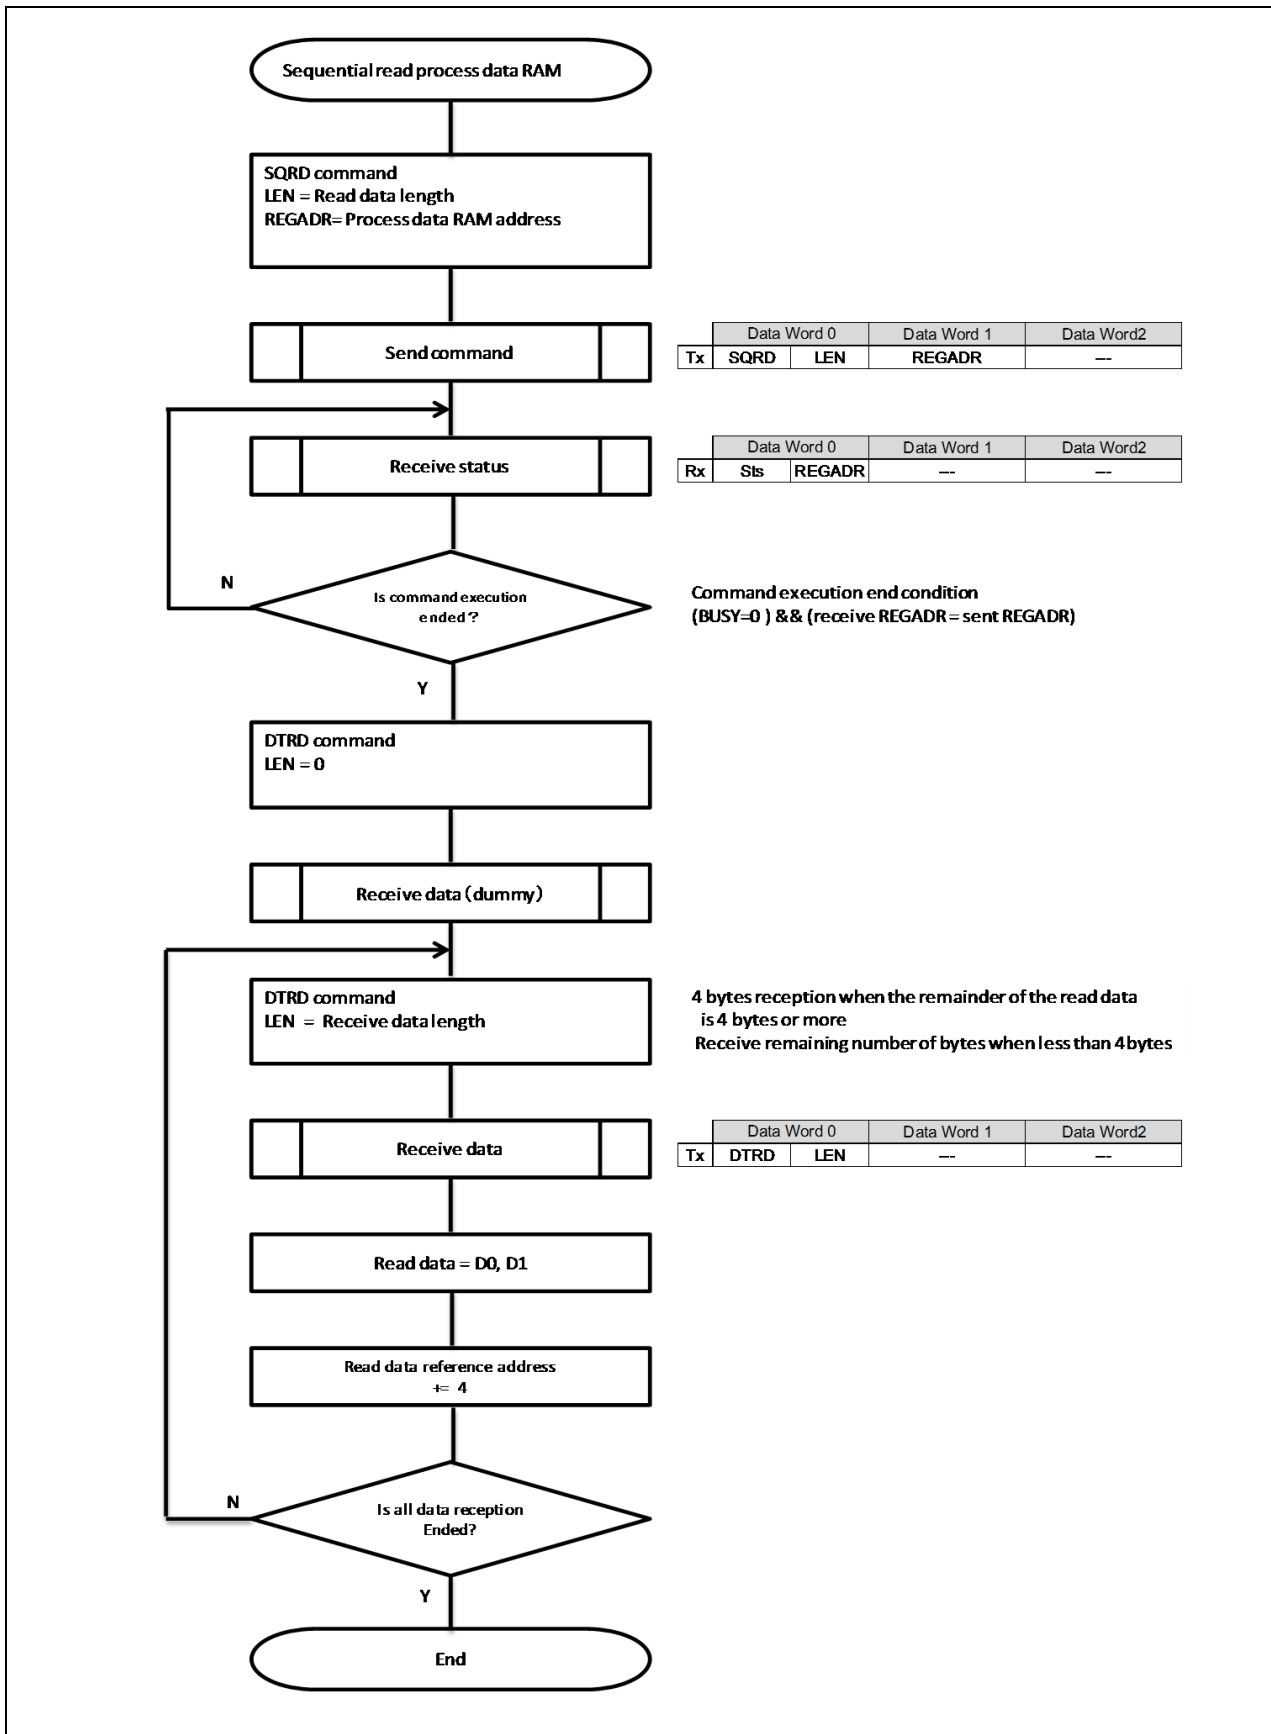 Sequential read process data RAM
SQRD command
LEN = Read data length
REGADR= Process data RAM address
Send command
Data Word 0 Data Word 1 Data Word2
Tx SQRD LEN REGADR ---
Receive status
Data Word 0 Data Word 1 Data Word2
Rx Sts REGADR --- ---
N
Is command execution
ended?
Command execution end condition
(BUSY=0 ) && (receive REGADR = sent REGADR)
Y
DTRD command
LEN = 0
Receive data (dummy)
DTRD command
LEN = Receive data length
4 bytes reception when the remainder of the read data
is 4 bytes or more
Receive remaining number of bytes when less than 4 bytes
Receive data
Data Word 0 Data Word 1 Data Word2
Tx DTRD LEN --- ---
Read data = D0, D1
Read data reference address
+= 4
N
Is all data reception
Ended?
Y
End